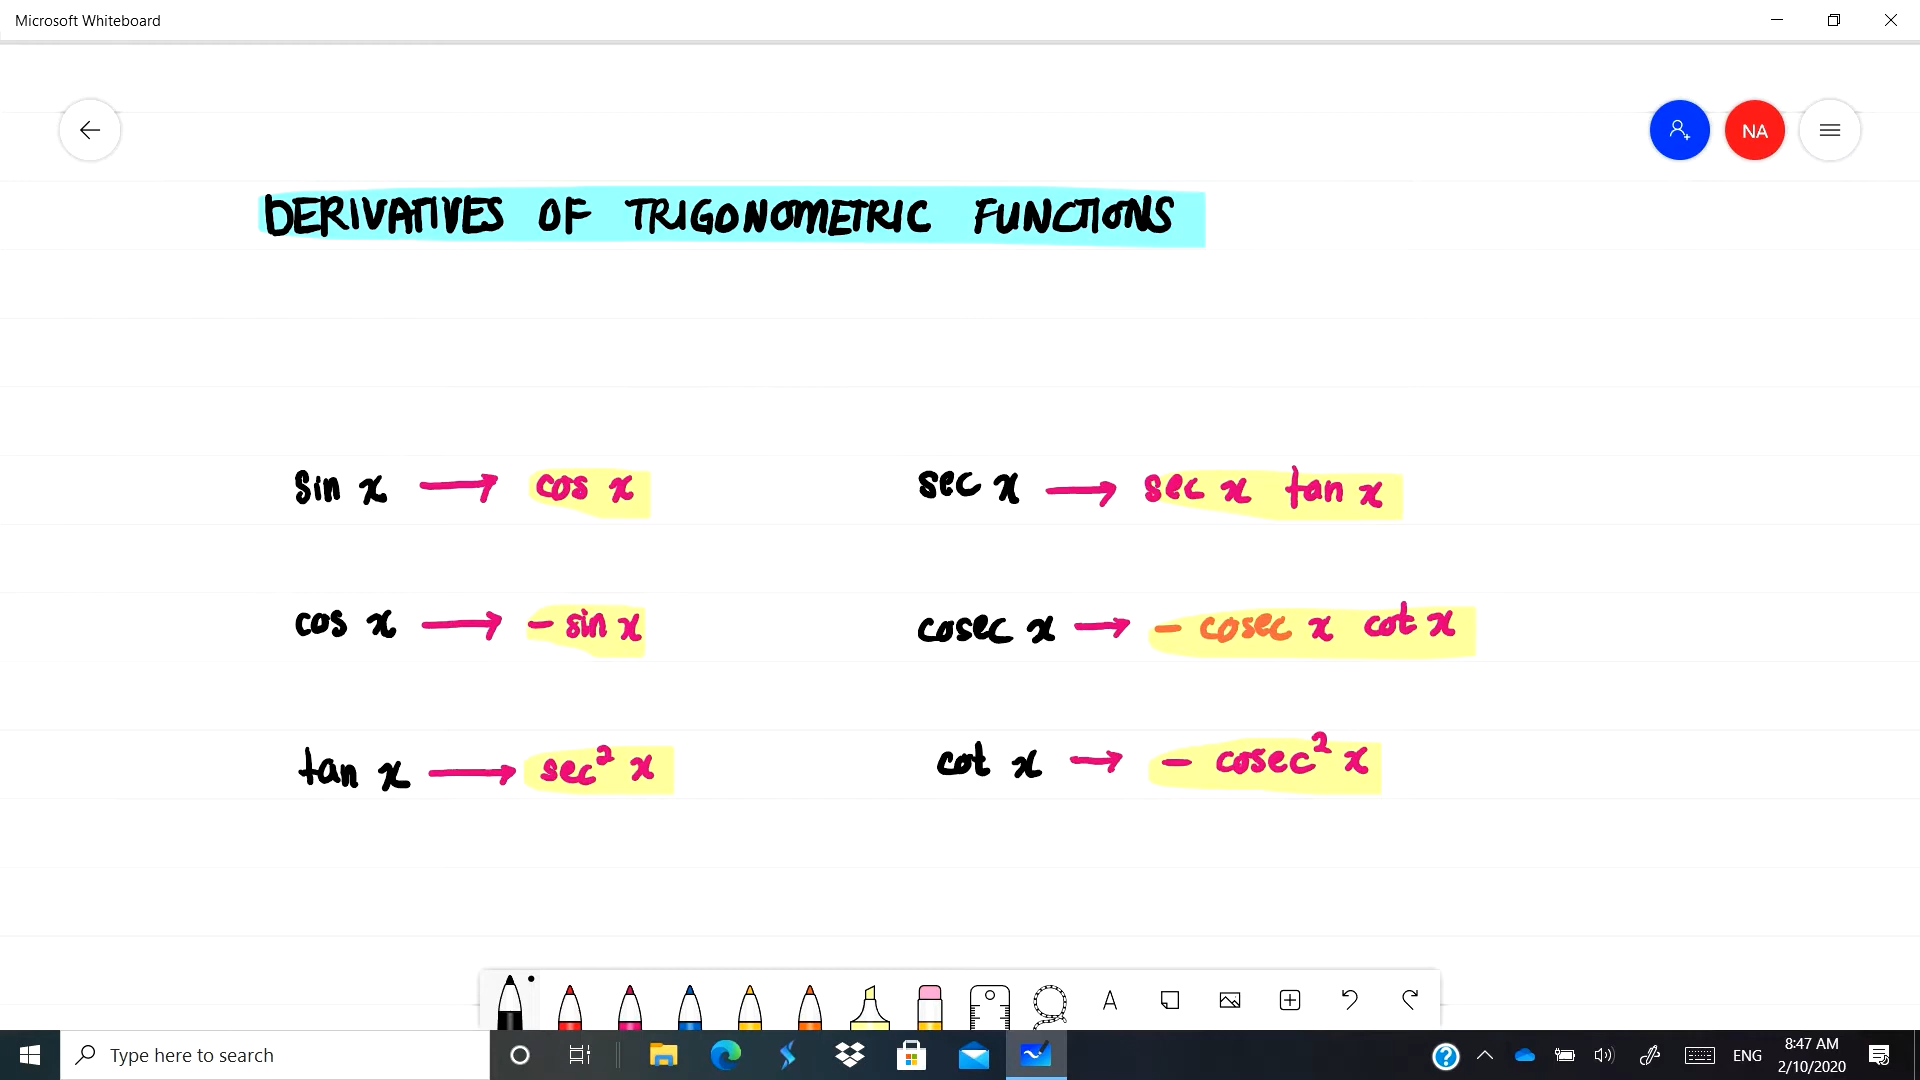 Microsoft Whiteboard
NA
DERIVATIVES OF TRIGONOMETRIC FUNCTIONS
sin x → cos x
sec x → sec x tan x
cos x → - sin x
cosec x → - cosec x cot x
tan x → sec² x
cot x → - cosec² x
A
Type here to search
ENG
8:47 AM
2/10/2020